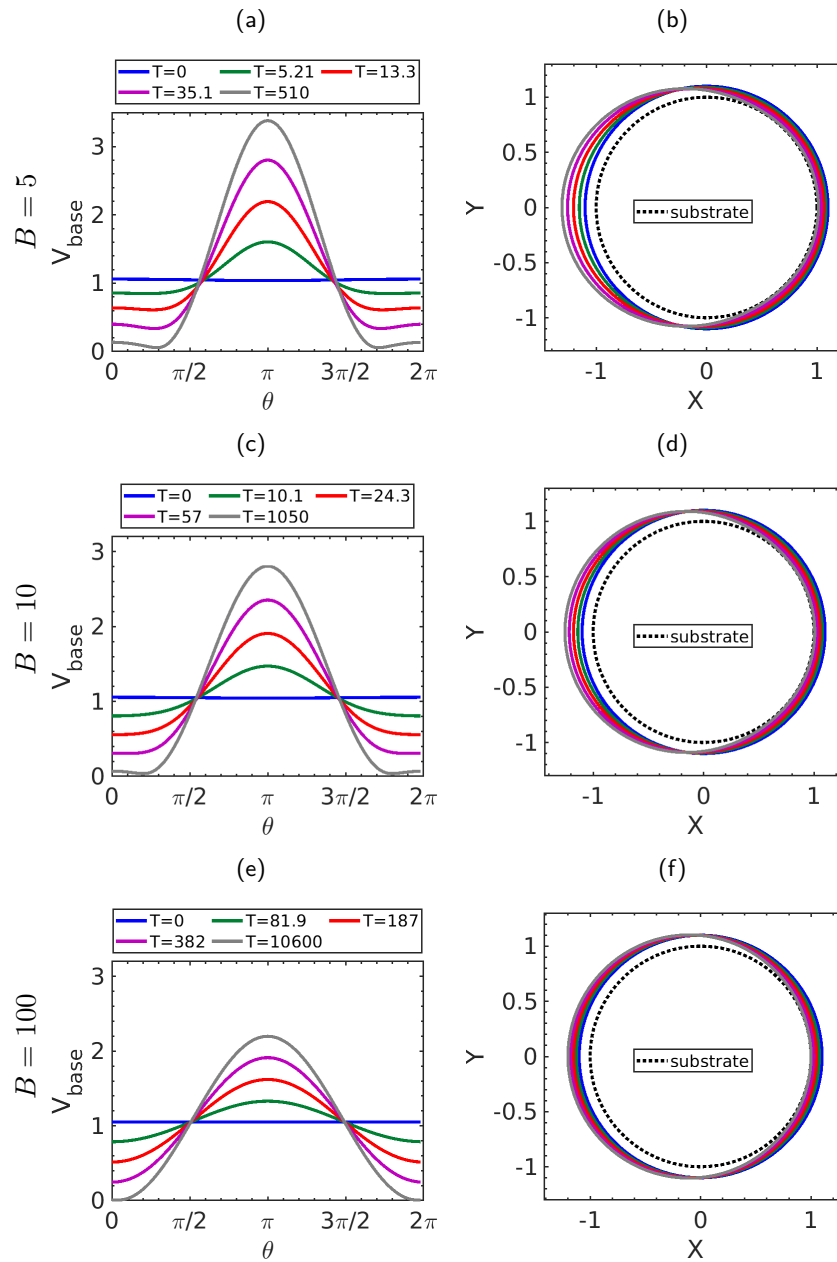 (a)
(b)
T=0 T=5.21 T=13.3
T=35.1 T=510
B = 5
V_base
3
2
1
0
0 π/2 π 3π/2 2π
θ
Y
1
0.5
0
-0.5
-1
substrate
-1 0 1
X
(c)
(d)
T=0 T=10.1 T=24.3
T=57 T=1050
B = 10
V_base
3
2
1
0
0 π/2 π 3π/2 2π
θ
Y
1
0.5
0
-0.5
-1
substrate
-1 0 1
X
(e)
(f)
T=0 T=81.9 T=187
T=382 T=10600
B = 100
V_base
3
2
1
0
0 π/2 π 3π/2 2π
θ
Y
1
0.5
0
-0.5
-1
substrate
-1 0 1
X